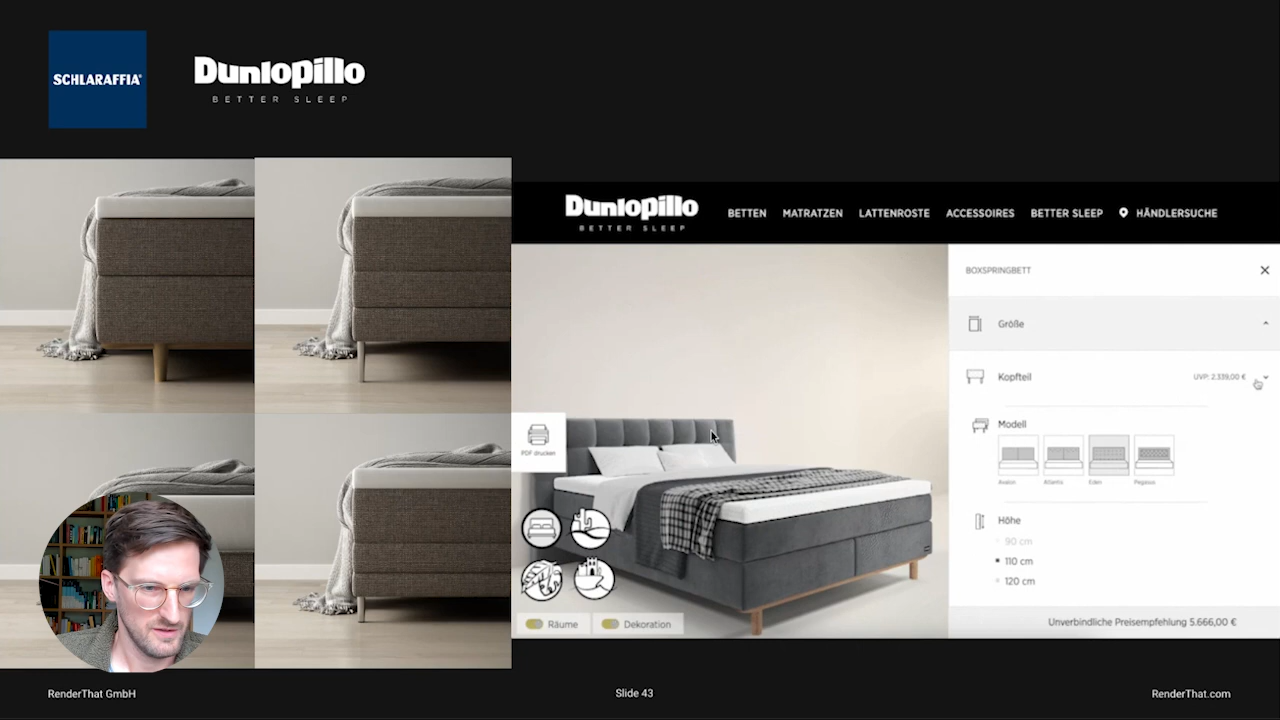 SCHLARAFFIA®
Dunlopillo
BETTER SLEEP
Dunlopillo
BETTER SLEEP
BETTEN MATRATZEN LATTENROSTE ACCESSOIRES BETTER SLEEP HÄNDLERSUCHE
BOXSPRINGBETT
Größe
Kopfteil UVP: 2.339,00 €
Modell
Avalon Atlantis Eden Pegasus
Höhe
90 cm
110 cm
120 cm
PDF drucken
Räume Dekoration
Unverbindliche Preisempfehlung 5.666,00 €
RenderThat GmbH Slide 43 RenderThat.com